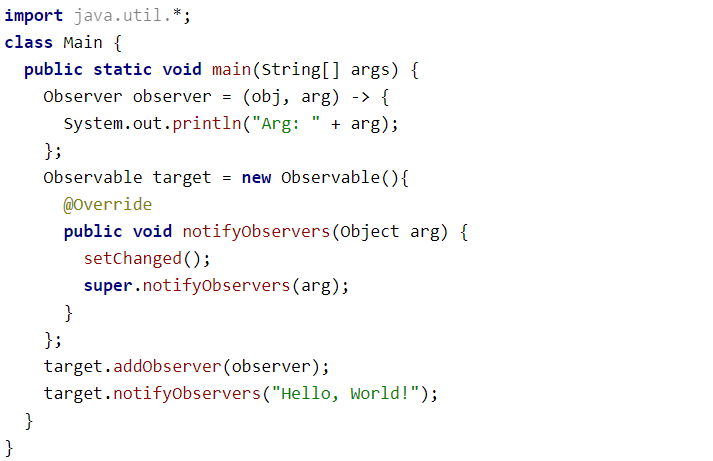 import java.util.*;
class Main {
  public static void main(String[] args) {
    Observer observer = (obj, arg) -> {
      System.out.println("Arg: " + arg);
    };
    Observable target = new Observable(){
      @Override
      public void notifyObservers(Object arg) {
        setChanged();
        super.notifyObservers(arg);
      }
    };
    target.addObserver(observer);
    target.notifyObservers("Hello, World!");
  }
}